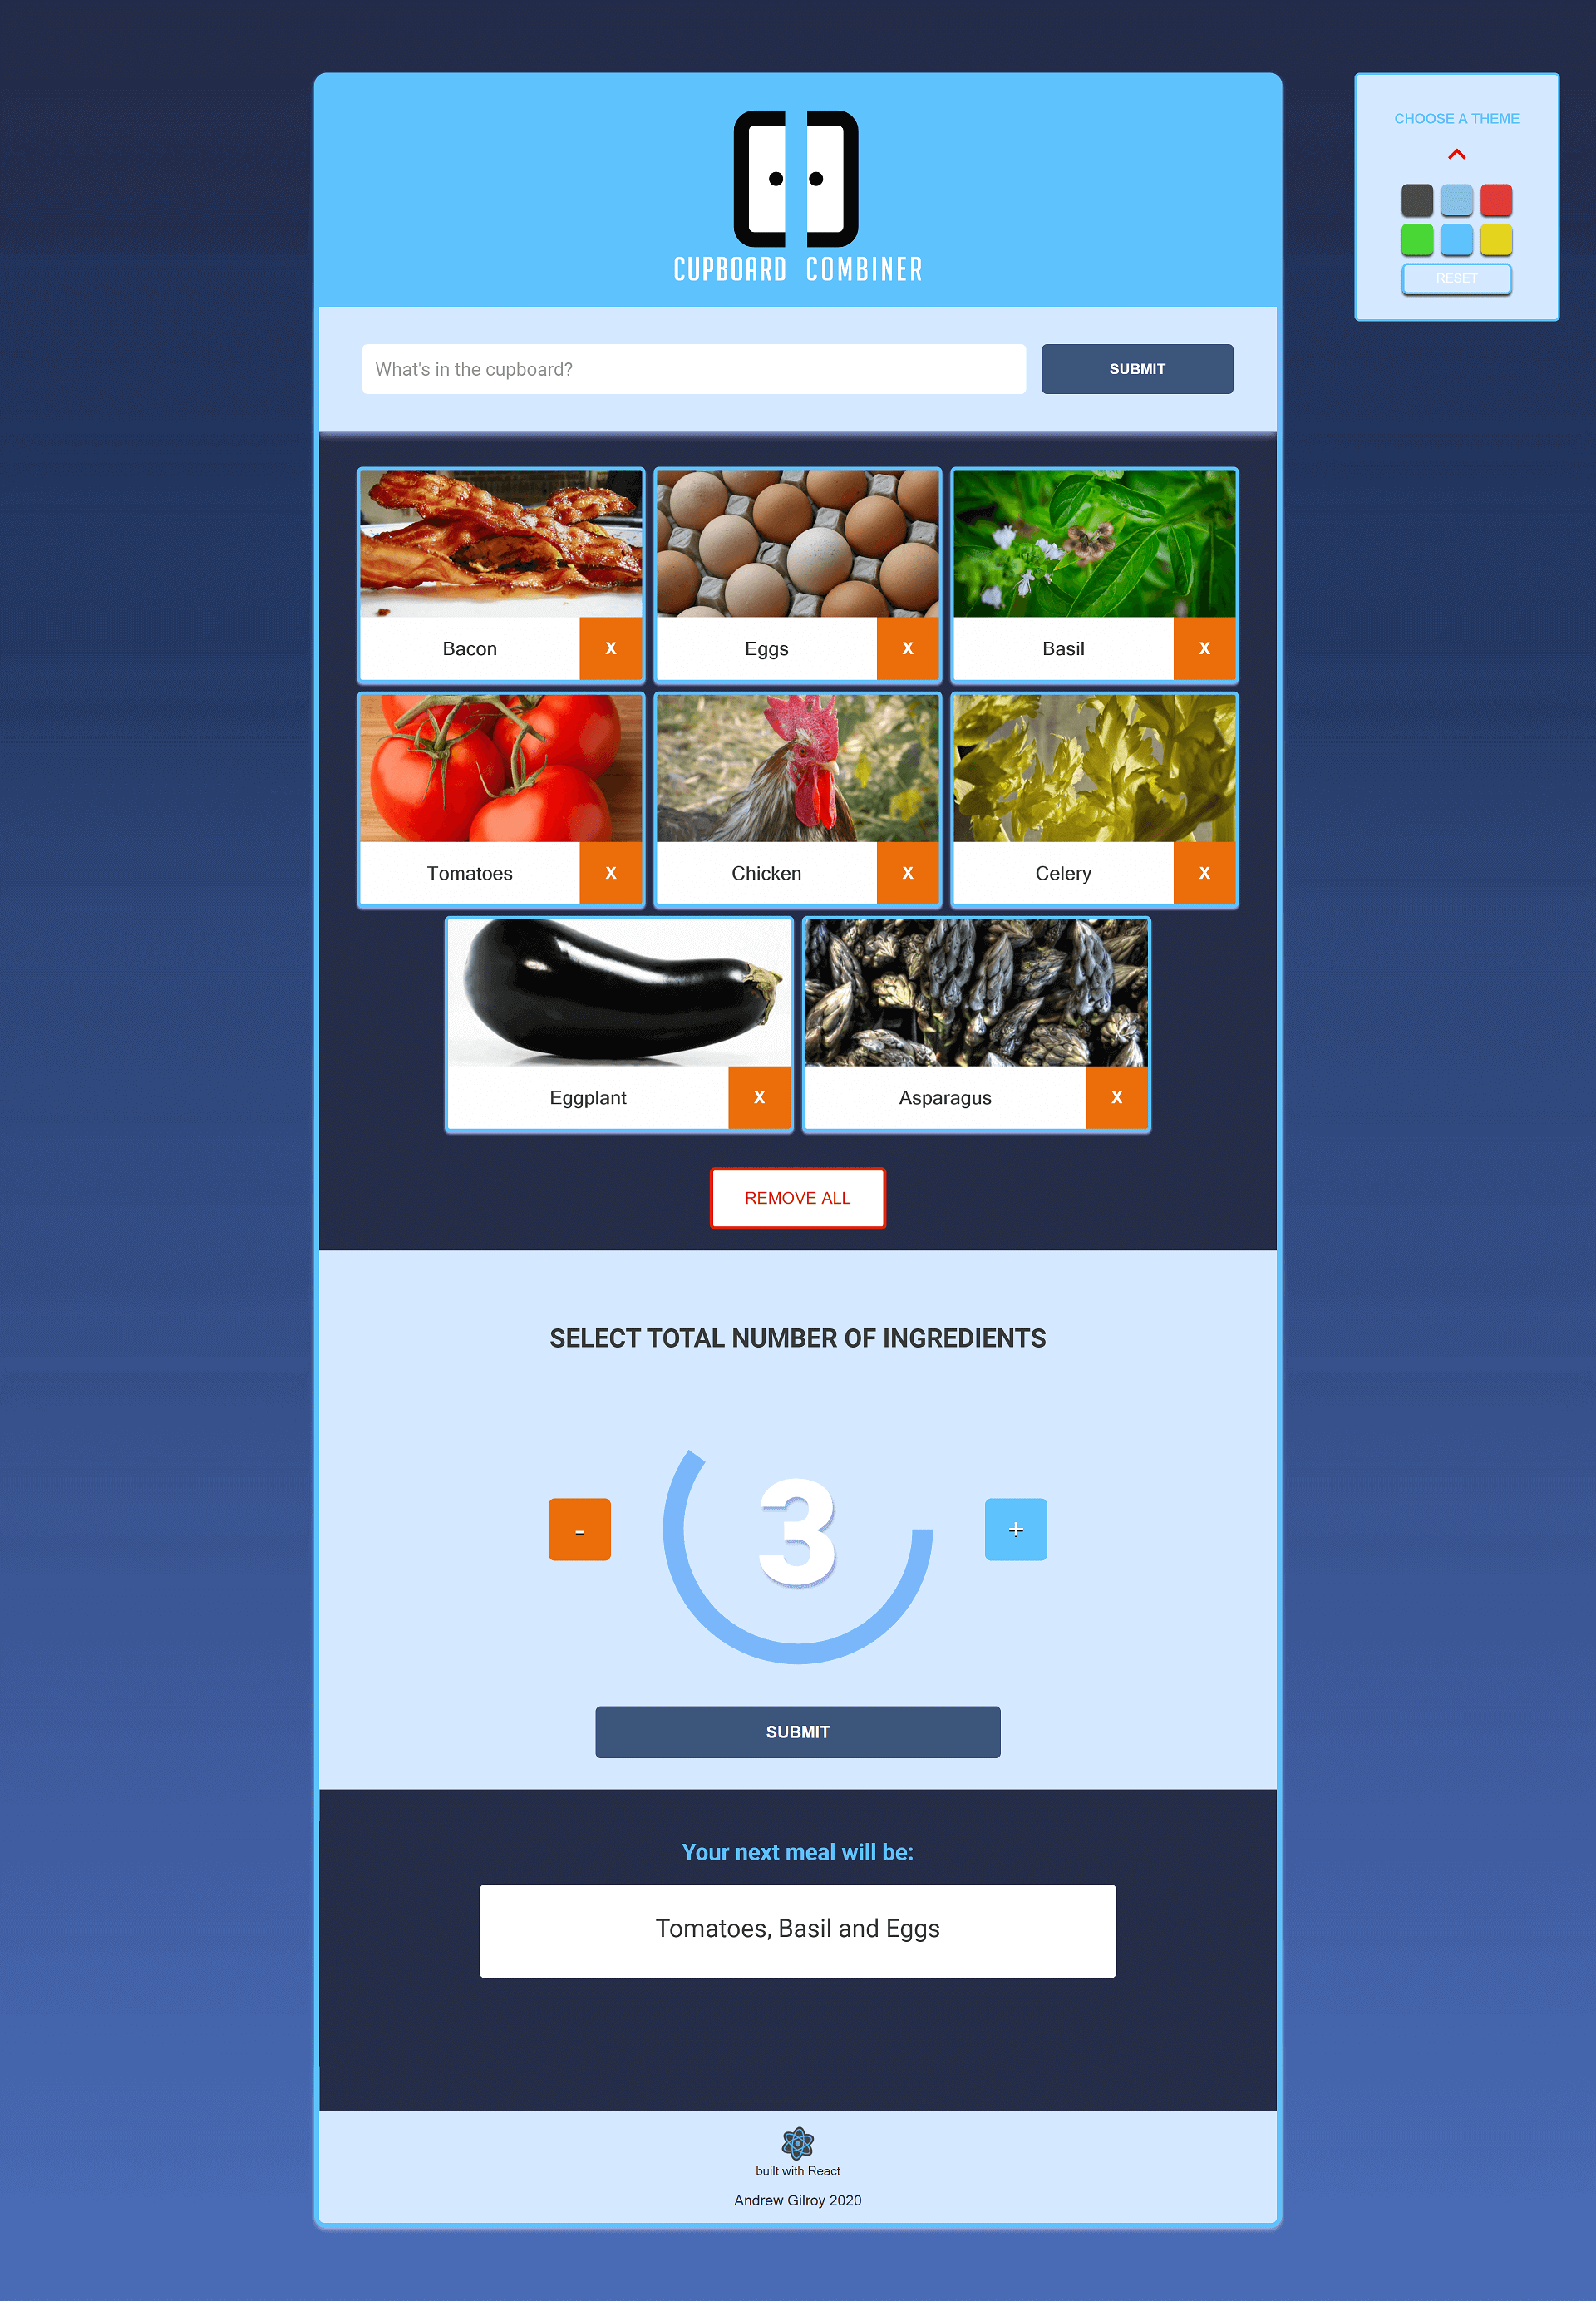 CUPBOARD COMBINER
CHOOSE A THEME
RESET
What's in the cupboard?
SUBMIT
Bacon
X
Eggs
X
Basil
X
Tomatoes
X
Chicken
X
Celery
X
Eggplant
X
Asparagus
X
REMOVE ALL
SELECT TOTAL NUMBER OF INGREDIENTS
-
3
+
SUBMIT
Your next meal will be:
Tomatoes, Basil and Eggs
built with React
Andrew Gilroy 2020